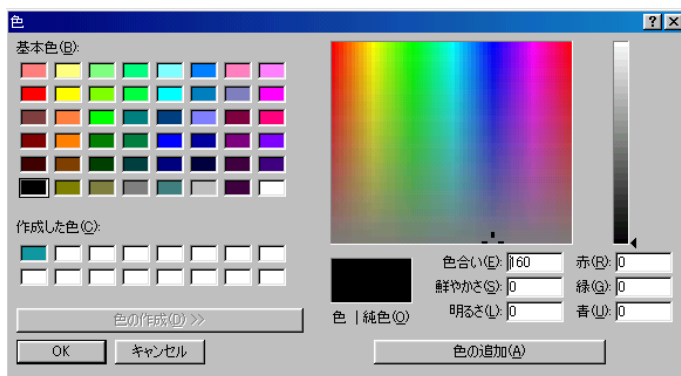 色
基本色(B):
作成した色(C):
色の作成(D) >>
OK
キャンセル
色 | 純色(O)
色合い(E): 160
鮮やかさ(S): 0
明るさ(L): 0
赤(R): 0
緑(G): 0
青(U): 0
色の追加(A)